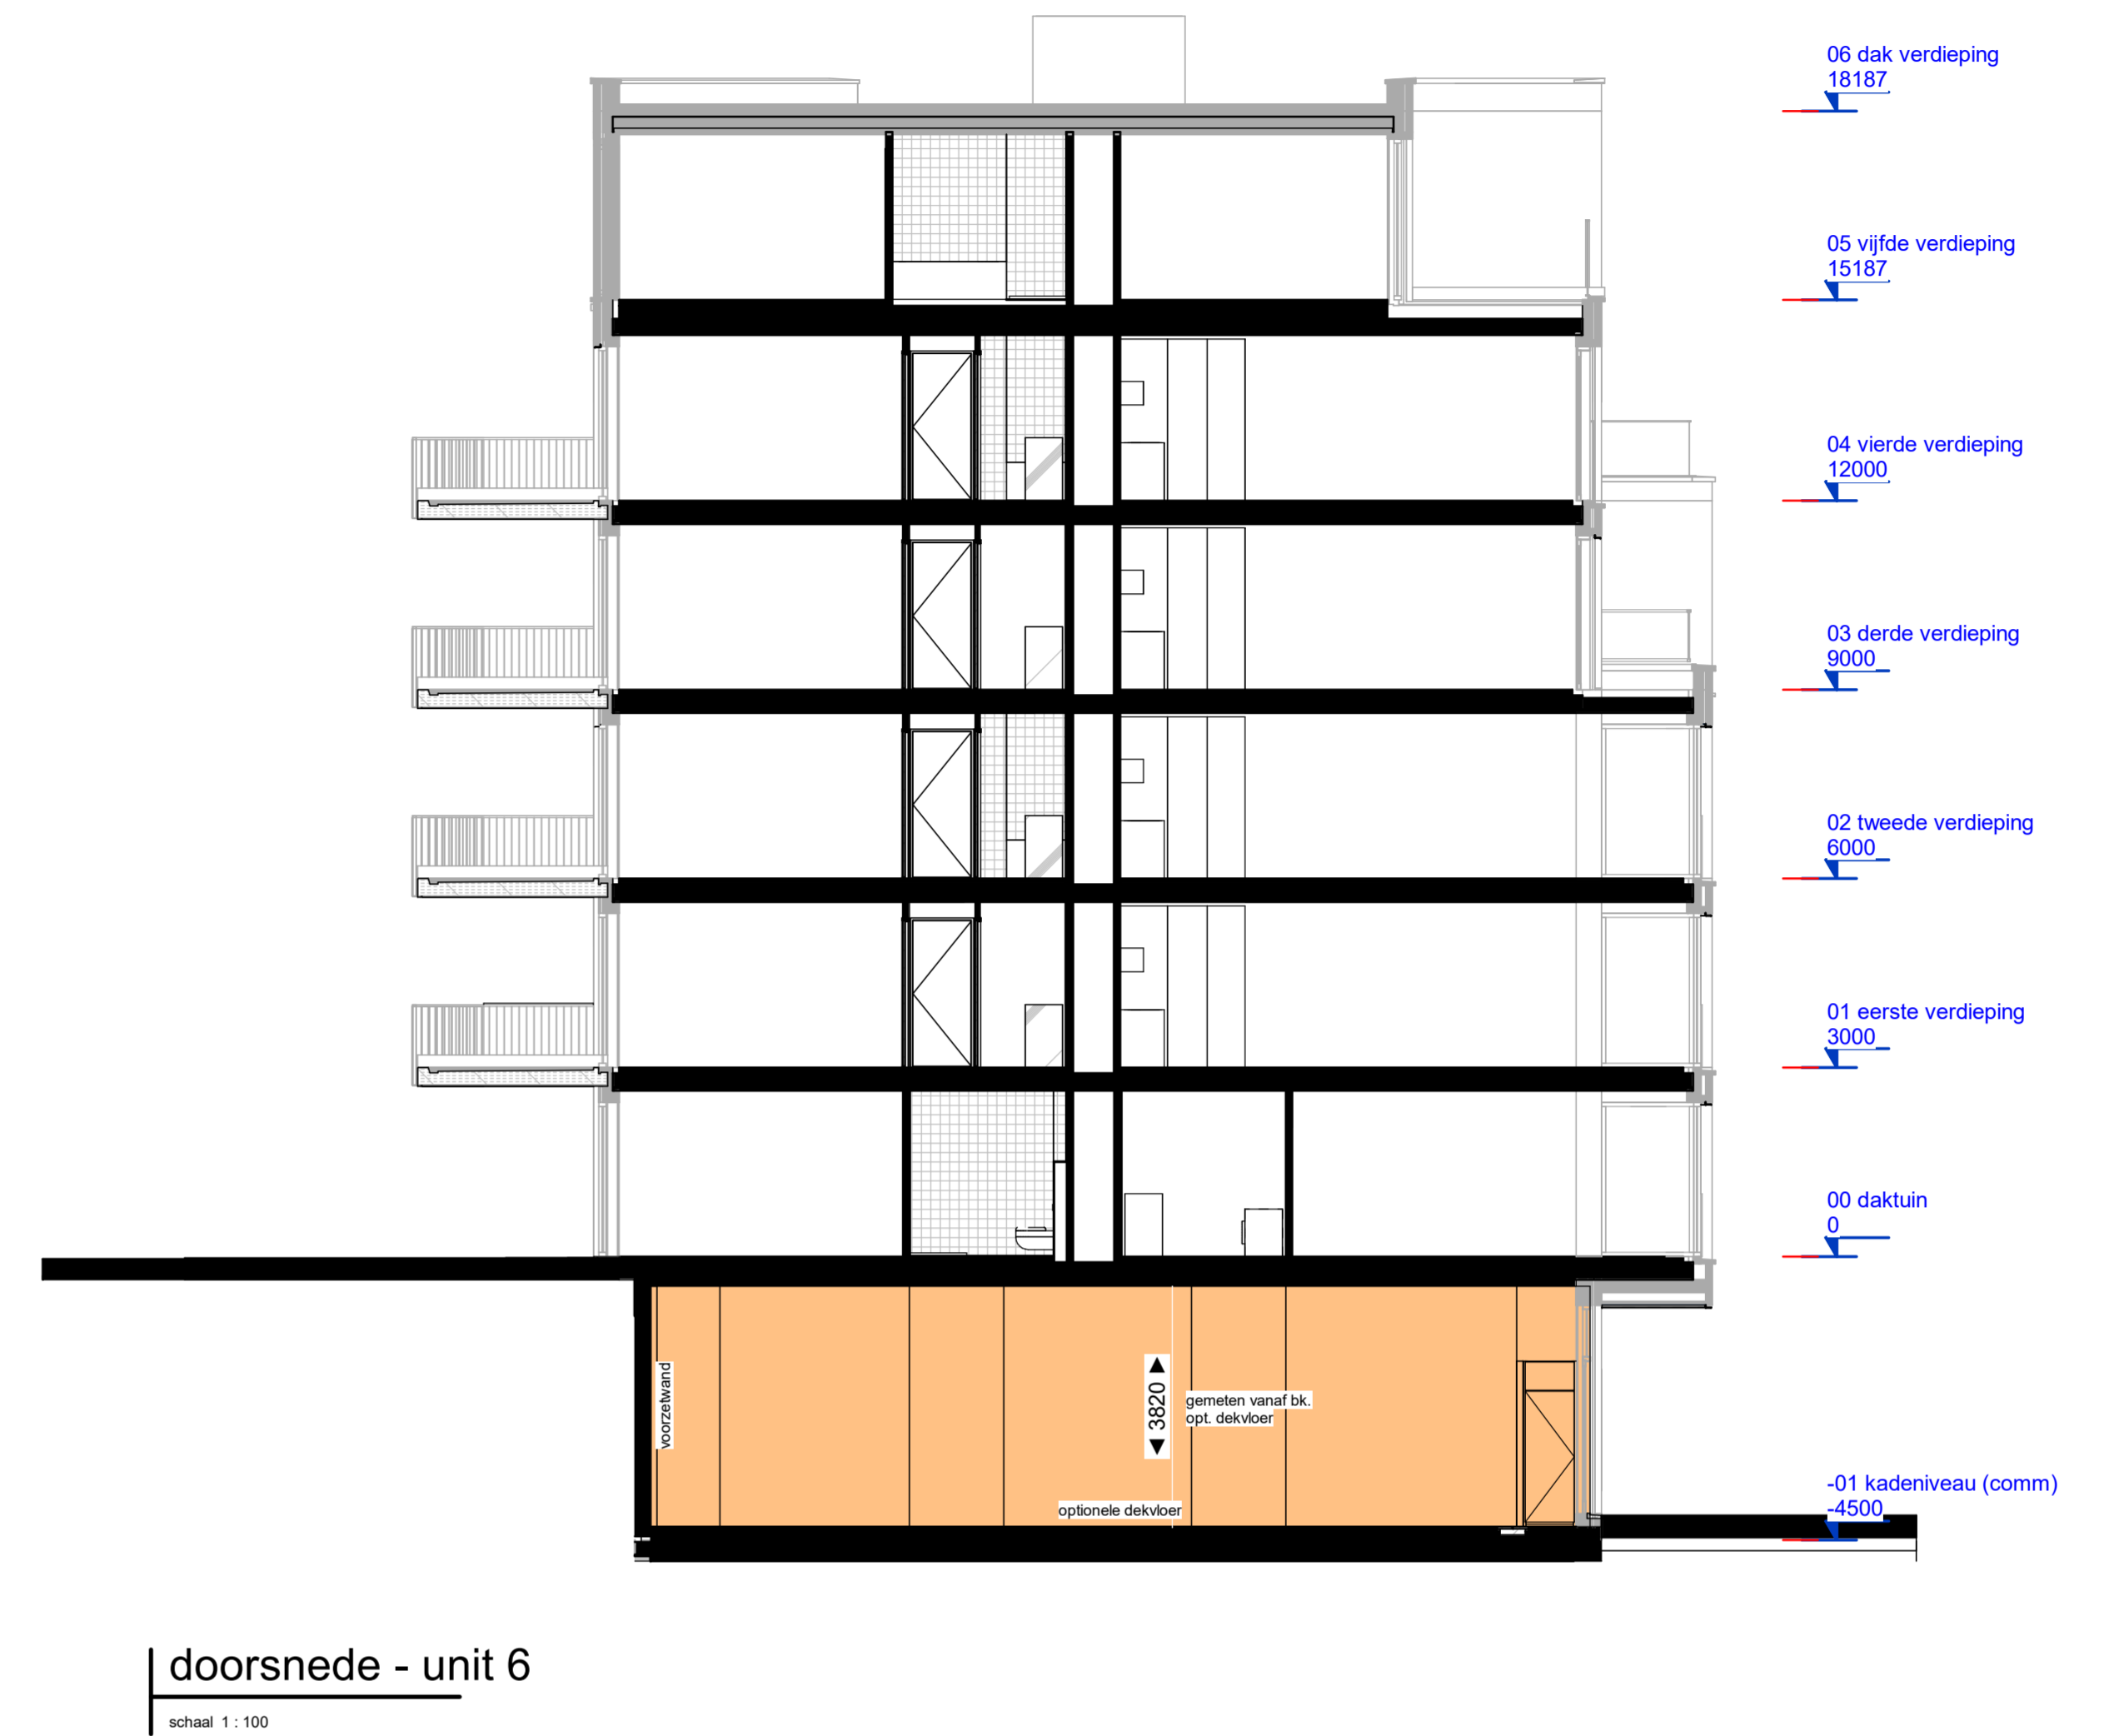 06 dak verdieping
18187
05 vijfde verdieping
15187
04 vierde verdieping
12000
03 derde verdieping
9000
02 tweede verdieping
6000
01 eerste verdieping
3000
00 daktuin
0
voorzetwand
3820
gemeten vanaf bk.
opt. dekvloer
optionele dekvloer
-01 kadeniveau (comm)
-4500
doorsnede - unit 6
schaal 1 : 100